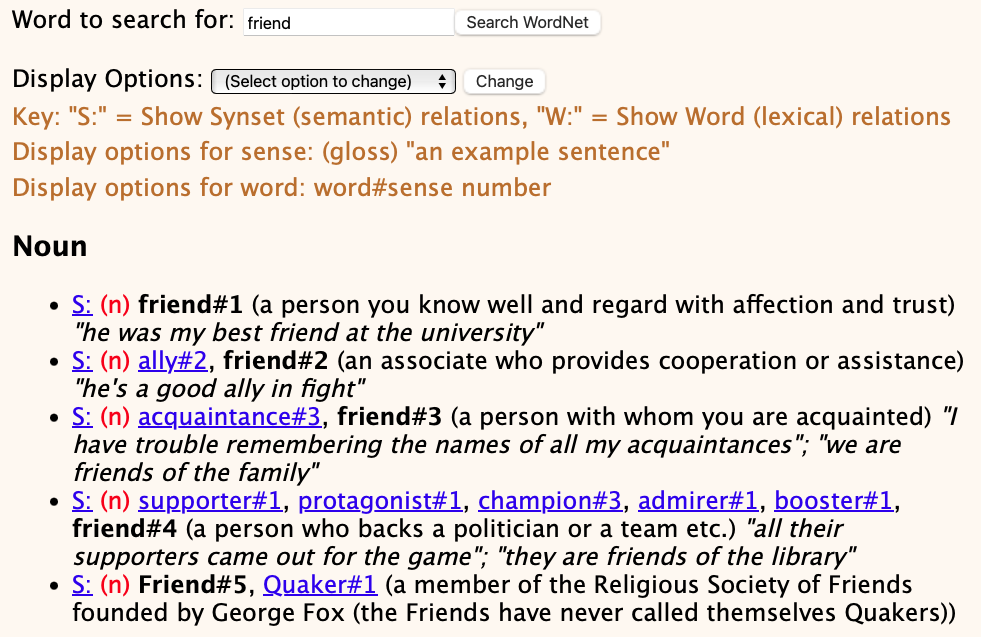 Word to search for: friend Search WordNet
Display Options: (Select option to change) Change
Key: "S:" = Show Synset (semantic) relations, "W:" = Show Word (lexical) relations
Display options for sense: (gloss) "an example sentence"
Display options for word: word#sense number
Noun
• S: (n) friend#1 (a person you know well and regard with affection and trust)
"he was my best friend at the university"
• S: (n) ally#2, friend#2 (an associate who provides cooperation or assistance)
"he's a good ally in fight"
• S: (n) acquaintance#3, friend#3 (a person with whom you are acquainted) "I
have trouble remembering the names of all my acquaintances"; "we are
friends of the family"
• S: (n) supporter#1, protagonist#1, champion#3, admirer#1, booster#1,
friend#4 (a person who backs a politician or a team etc.) "all their
supporters came out for the game"; "they are friends of the library"
• S: (n) Friend#5, Quaker#1 (a member of the Religious Society of Friends
founded by George Fox (the Friends have never called themselves Quakers))